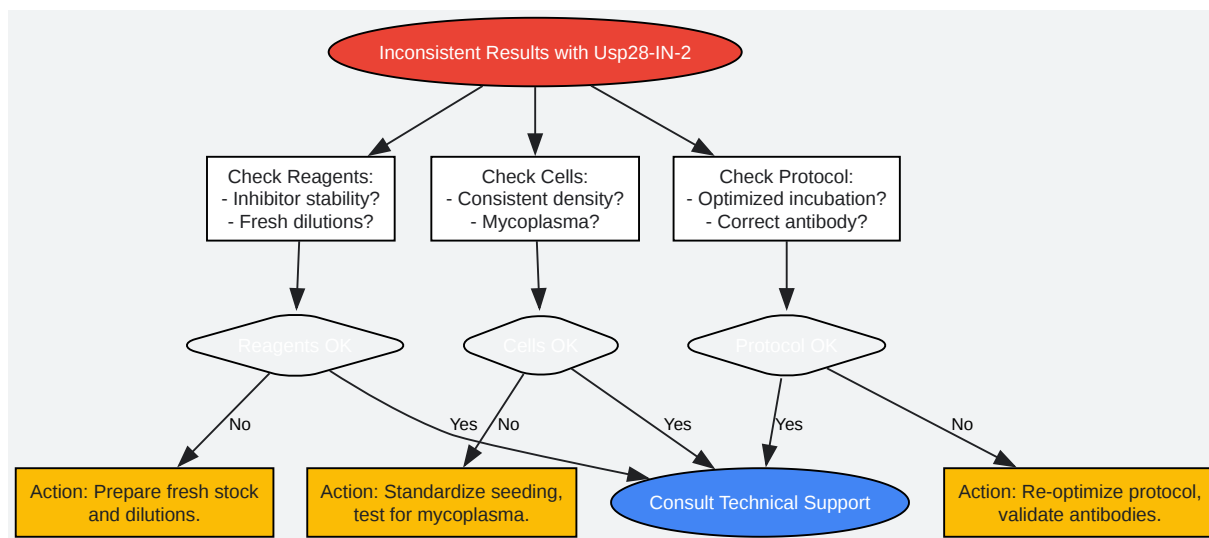 Inconsistent Results with Usp28-IN-2
Check Reagents:
- Inhibitor stability?
- Fresh dilutions?
Check Cells:
- Consistent density?
- Mycoplasma?
Check Protocol:
- Optimized incubation?
- Correct antibody?
Reagents OK
Cells OK
Protocol OK
No
Yes
No
Yes
Yes
No
Action: Prepare fresh stock
and dilutions.
Action: Standardize seeding,
test for mycoplasma.
Consult Technical Support
Action: Re-optimize protocol,
validate antibodies.